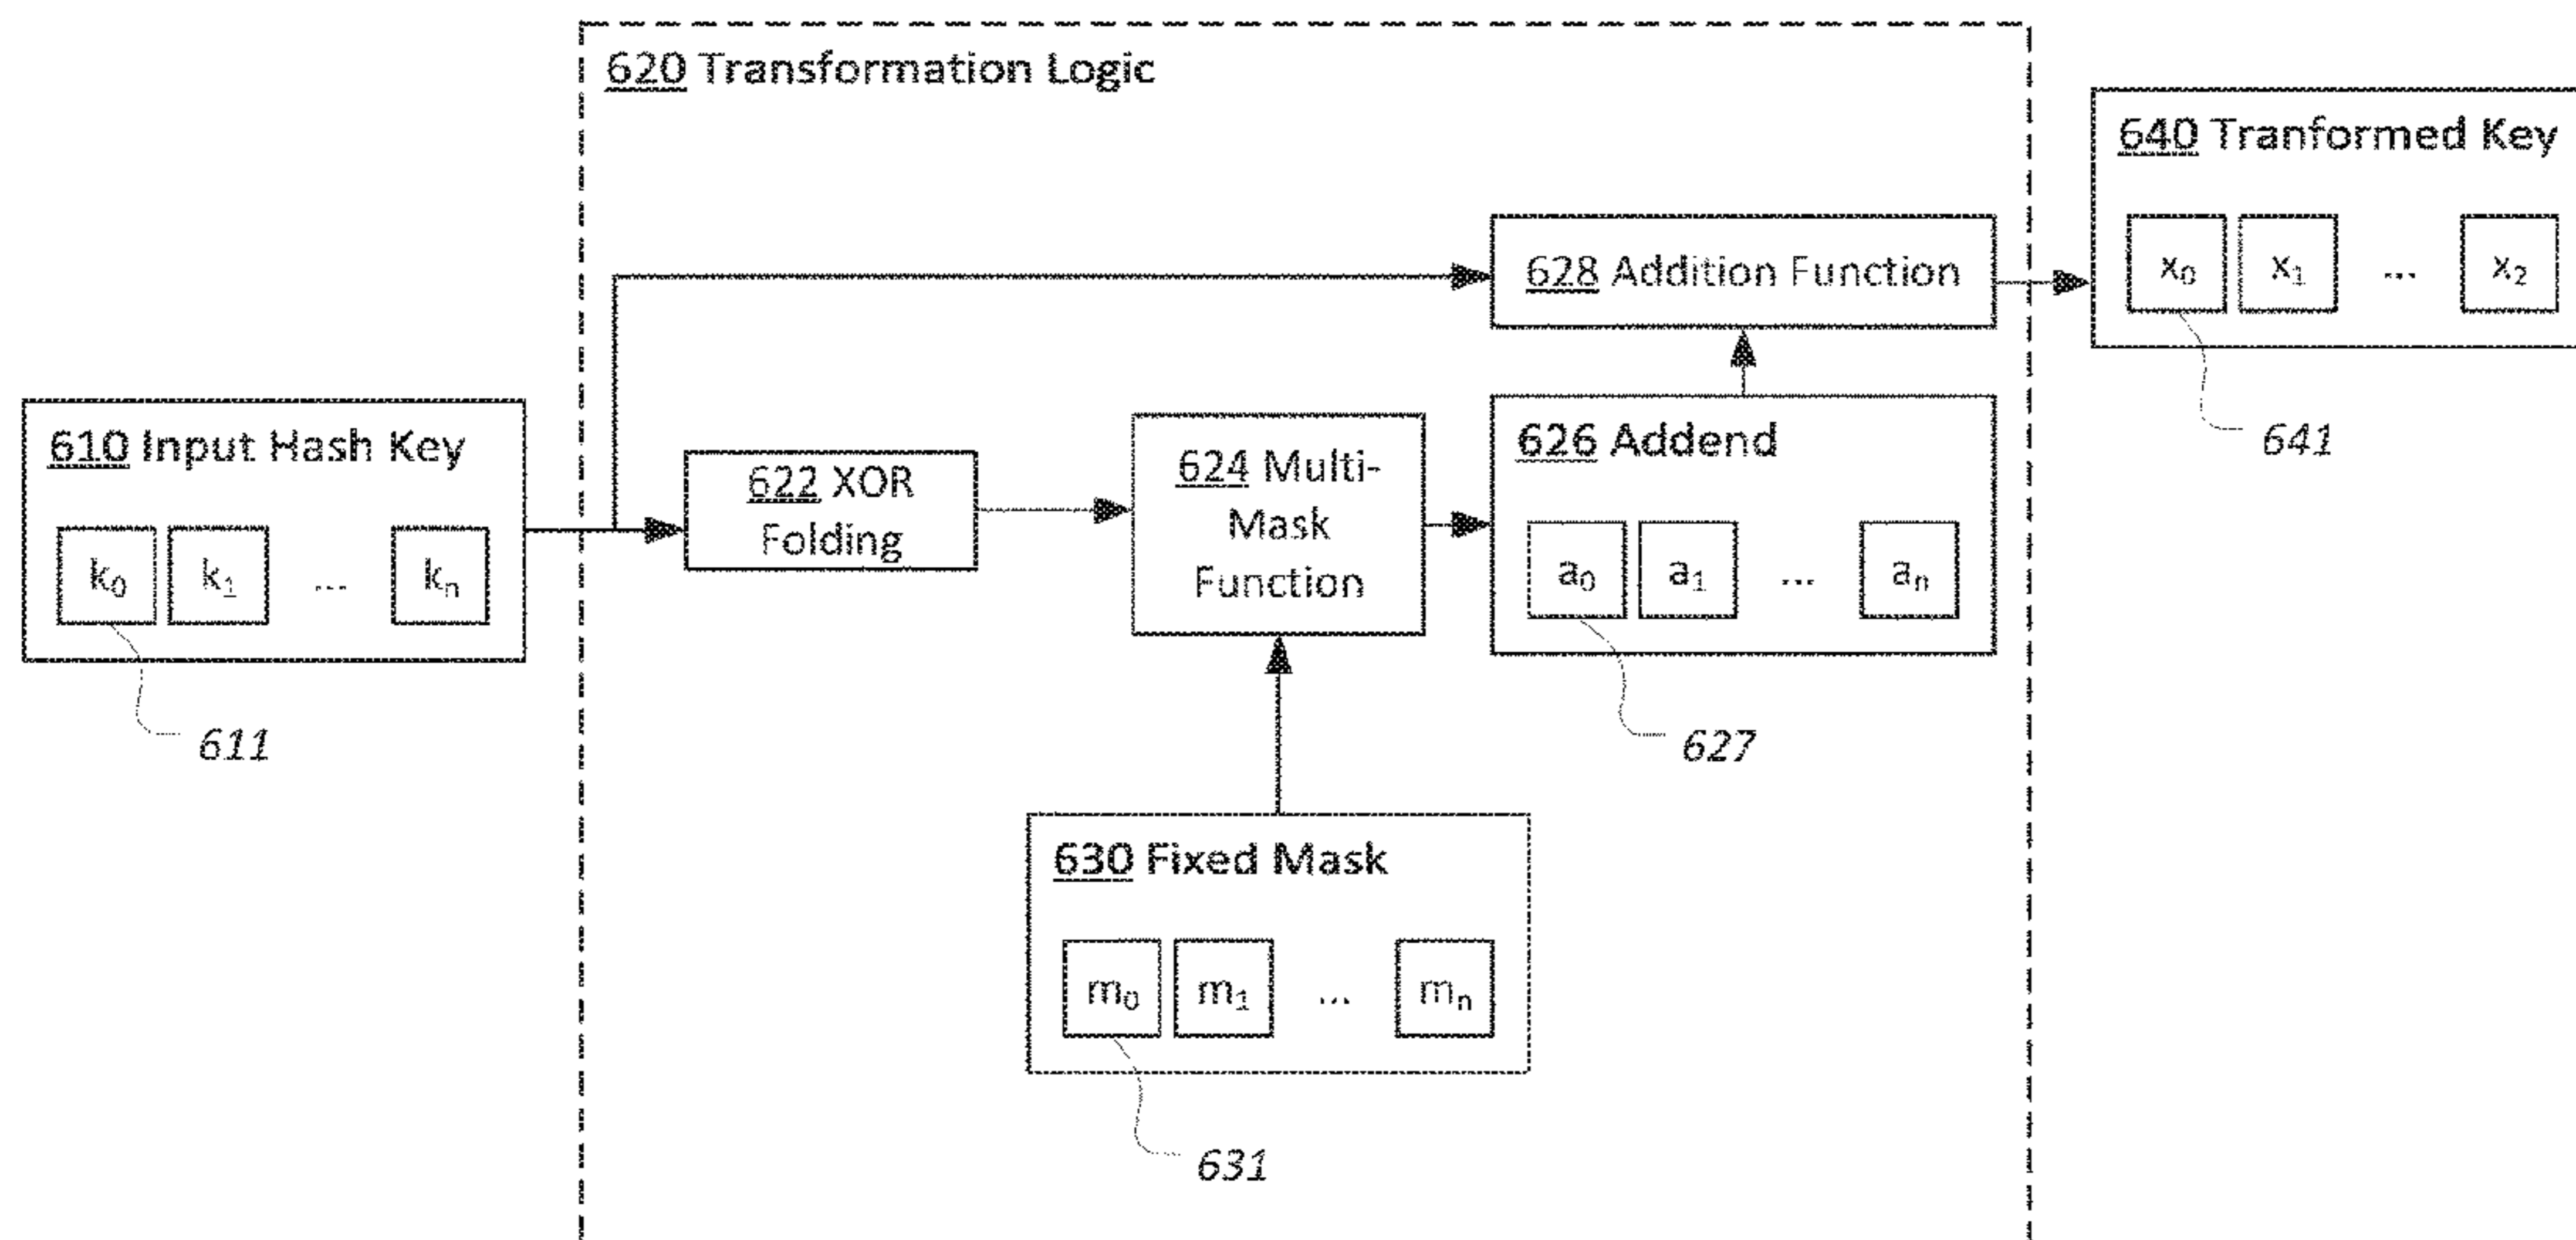 620 Transformation Logic
640 Tranformed Key
x0 x1 ... x2
641
628 Addition Function
610 Input Hash Key
k0 k1 ... kn
611
622 XOR
Folding
624 Multi-
Mask
Function
626 Addend
a0 a1 ... an
627
630 Fixed Mask
m0 m1 ... mn
631